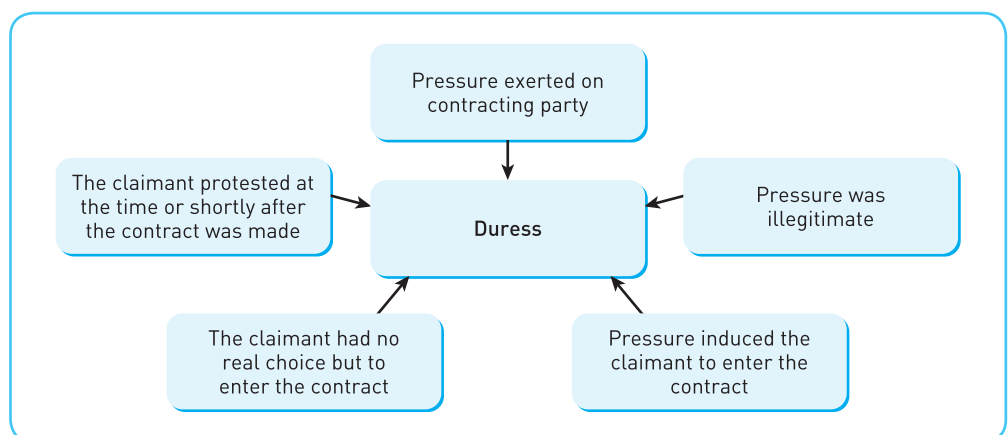 Pressure exerted on
contracting party
The claimant protested at
the time or shortly after
the contract was made
Duress
Pressure was
illegitimate
The claimant had no
real choice but to
enter the contract
Pressure induced the
claimant to enter the
contract